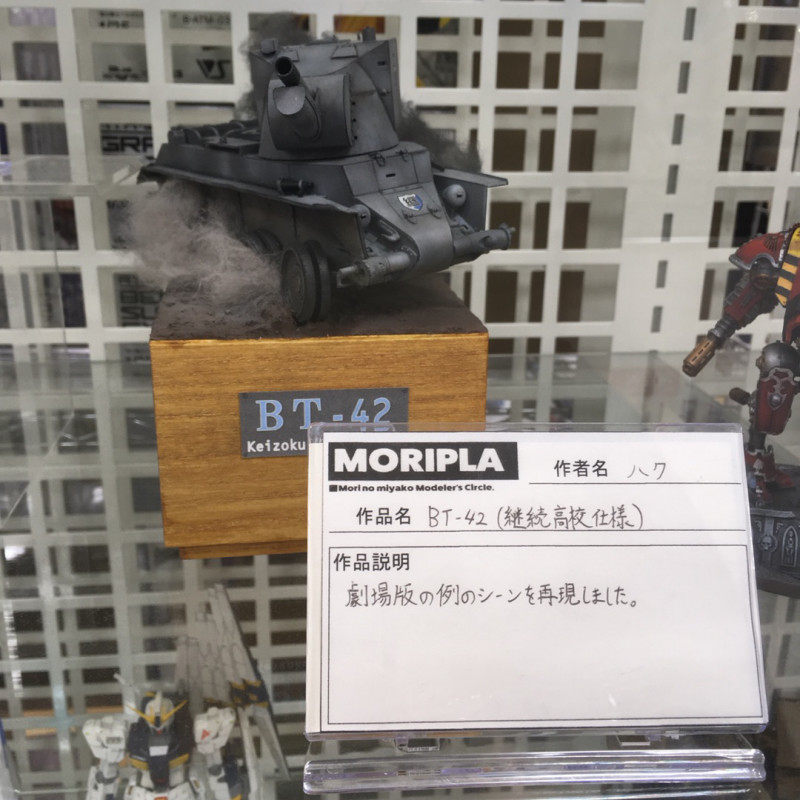 BT-42
Keizoku
MORIPLA
■Mori no miyako Modeler's Circle.
作者名 ハク
作品名 BT-42 (継続高校仕様)
作品説明
劇場版の例のシーンを再現しました。